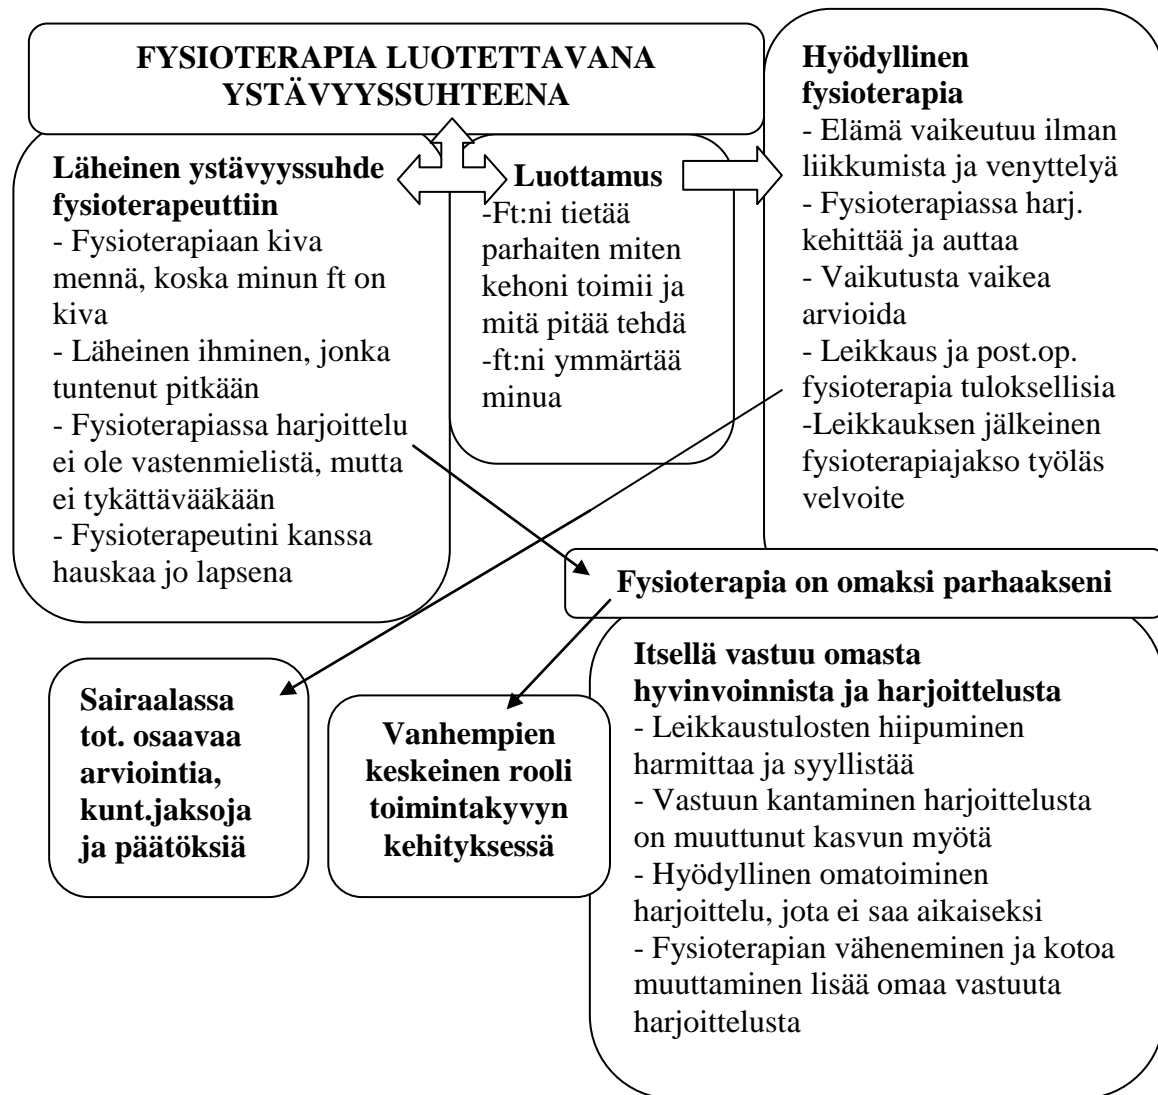 FYSIOTERAPIA LUOTETTAVANA
YSTÄVYYSSUHTEENA
Läheinen ystävyyssuhde
fysioterapeuttiin
- Fysioterapiaan kiva
mennä, koska minun ft on
kiva
- Läheinen ihminen, jonka
tuntenut pitkään
- Fysioterapiassa harjoittelu
ei ole vastenmielistä, mutta
ei tykättävääkään
- Fysioterapeutini kanssa
hauskaa jo lapsena
Luottamus
-Ft:ni tietää
parhaiten miten
kehoni toimii ja
mitä pitää tehdä
-ft:ni ymmärtää
minua
Hyödyllinen
fysioterapia
- Elämä vaikeutuu ilman
liikkumista ja venyttelyä
- Fysioterapiassa harj.
kehittää ja auttaa
- Vaikutusta vaikea
arvioida
- Leikkaus ja post.op.
fysioterapia tuloksellisia
-Leikkauksen jälkeinen
fysioterapiajakso työläs
velvoite
Fysioterapia on omaksi parhaakseni
Itsellä vastuu omasta
hyvinvoinnista ja harjoittelusta
- Leikkaustulosten hiipuminen
harmittaa ja syyllistää
- Vastuun kantaminen harjoittelusta
on muuttunut kasvun myötä
- Hyödyllinen omatoiminen
harjoittelu, jota ei saa aikaiseksi
- Fysioterapian väheneminen ja kotoa
muuttaminen lisää omaa vastuuta
harjoittelusta
Sairaalassa
tot. osaavaa
arviointia,
kunt.jaksoja
ja päätöksiä
Vanhempien
keskeinen rooli
toimintakyvyn
kehityksessä